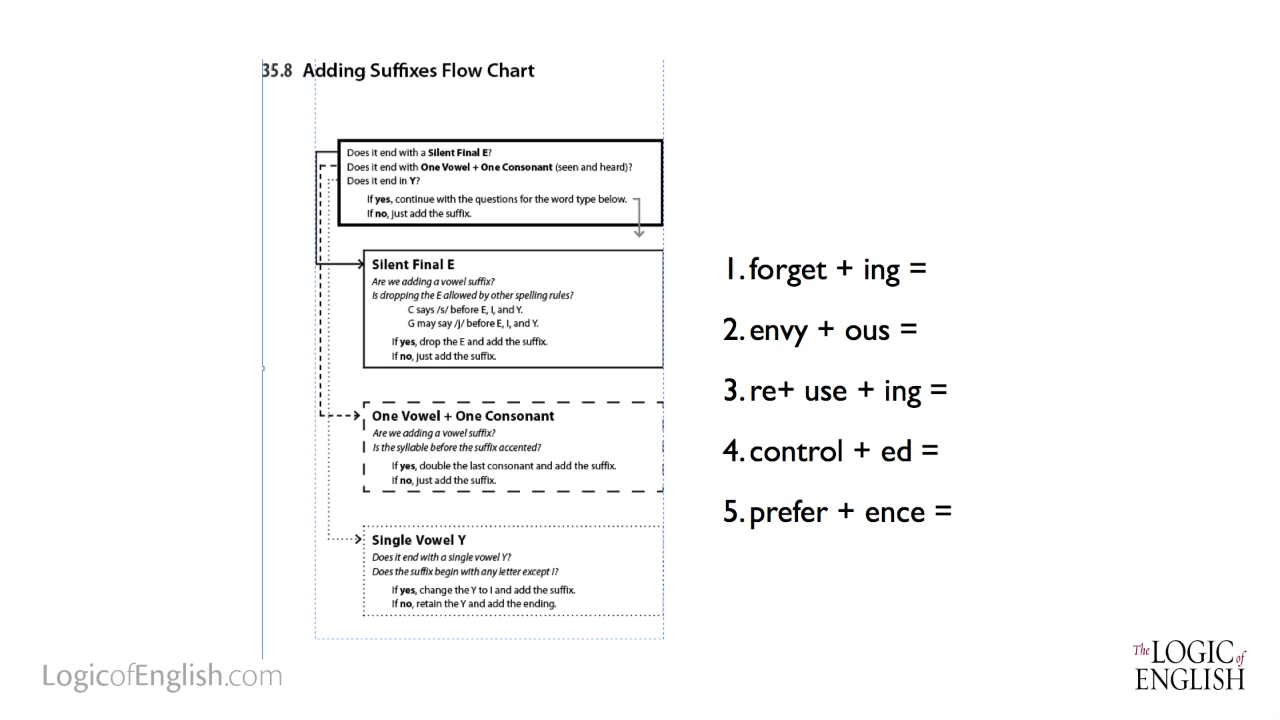 35.8 Adding Suffixes Flow Chart
Does it end with a Silent Final E?
Does it end with One Vowel + One Consonant (seen and heard)?
Does it end in Y?
If yes, continue with the questions for the word type below.
If no, just add the suffix.
Silent Final E
Are we adding a vowel suffix?
Is dropping the E allowed by other spelling rules?
C says /s/ before E, I, and Y.
G may say /j/ before E, I, and Y.
If yes, drop the E and add the suffix.
If no, just add the suffix.
One Vowel + One Consonant
Are we adding a vowel suffix?
Is the syllable before the suffix accented?
If yes, double the last consonant and add the suffix.
If no, just add the suffix.
Single Vowel Y
Does it end with a single vowel Y?
Does the suffix begin with any letter except I?
If yes, change the Y to I and add the suffix.
If no, retain the Y and add the ending.
1. forget + ing =
2. envy + ous =
3. re+ use + ing =
4. control + ed =
5. prefer + ence =
LogicofEnglish.com
The LOGIC of
ENGLISH